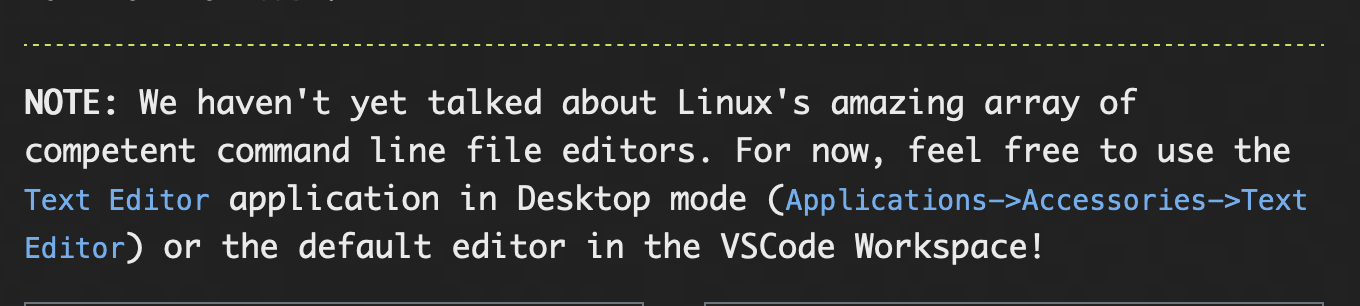 NOTE: We haven't yet talked about Linux's amazing array of
competent command line file editors. For now, feel free to use the
Text Editor application in Desktop mode (Applications->Accessories->Text
Editor) or the default editor in the VSCode Workspace!